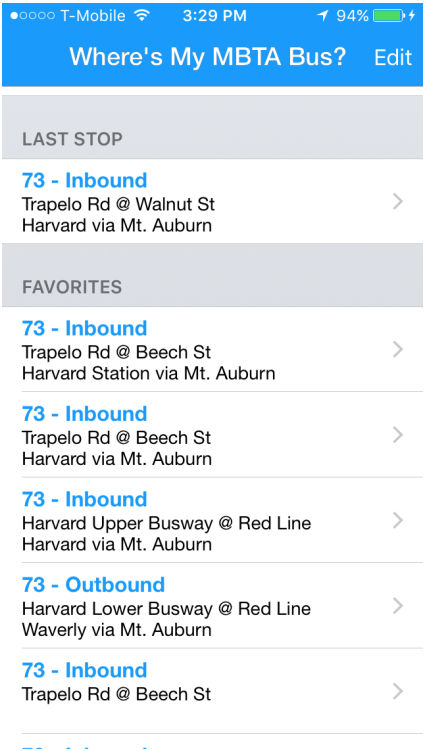 T-Mobile 3:29 PM 94%
Where's My MBTA Bus? Edit
LAST STOP
73 - Inbound
Trapelo Rd @ Walnut St
Harvard via Mt. Auburn
FAVORITES
73 - Inbound
Trapelo Rd @ Beech St
Harvard Station via Mt. Auburn
73 - Inbound
Trapelo Rd @ Beech St
Harvard via Mt. Auburn
73 - Inbound
Harvard Upper Busway @ Red Line
Harvard via Mt. Auburn
73 - Outbound
Harvard Lower Busway @ Red Line
Waverly via Mt. Auburn
73 - Inbound
Trapelo Rd @ Beech St